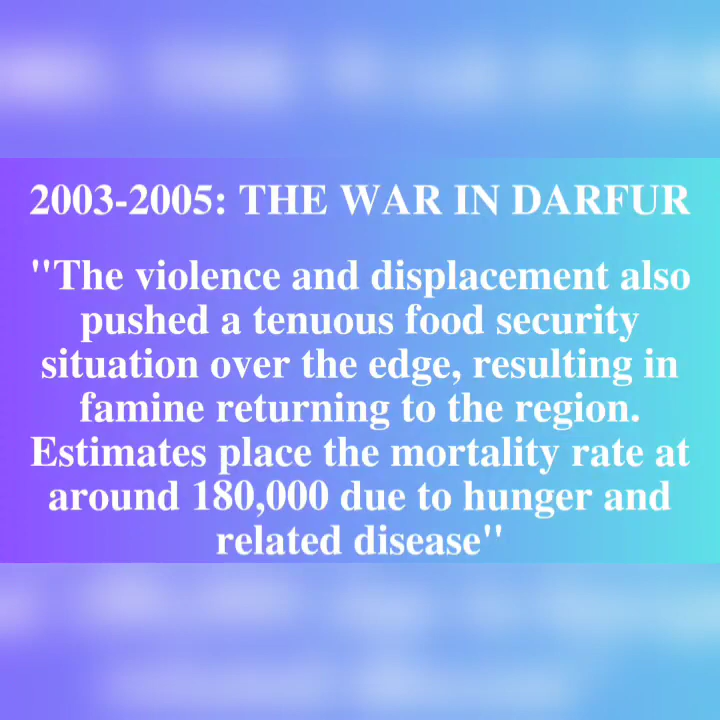 2003-2005: THE WAR IN DARFUR
"The violence and displacement also
pushed a tenuous food security
situation over the edge, resulting in
famine returning to the region.
Estimates place the mortality rate at
around 180,000 due to hunger and
related disease"